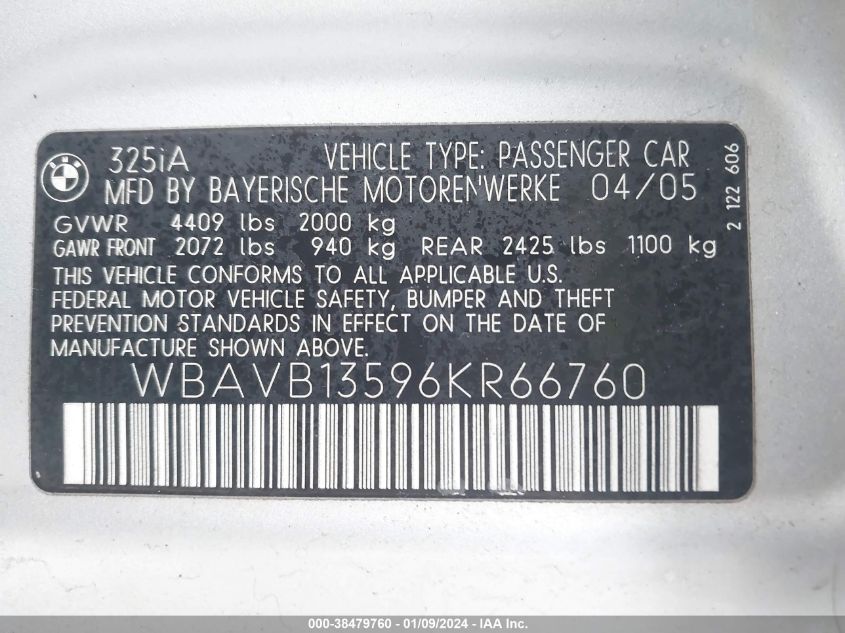 BMW
325iA VEHICLE TYPE: PASSENGER CAR
MFD BY BAYERISCHE MOTOREN WERKE 04/05
GVWR 4409 lbs 2000 kg
GAWR FRONT 2072 lbs 940 kg REAR 2425 lbs 1100 kg
THIS VEHICLE CONFORMS TO ALL APPLICABLE U.S.
FEDERAL MOTOR VEHICLE SAFETY, BUMPER AND THEFT
PREVENTION STANDARDS IN EFFECT ON THE DATE OF
MANUFACTURE SHOWN ABOVE.
WBAVB13596KR66760
2 122 606
000-38479760 - 01/09/2024 - IAA Inc.